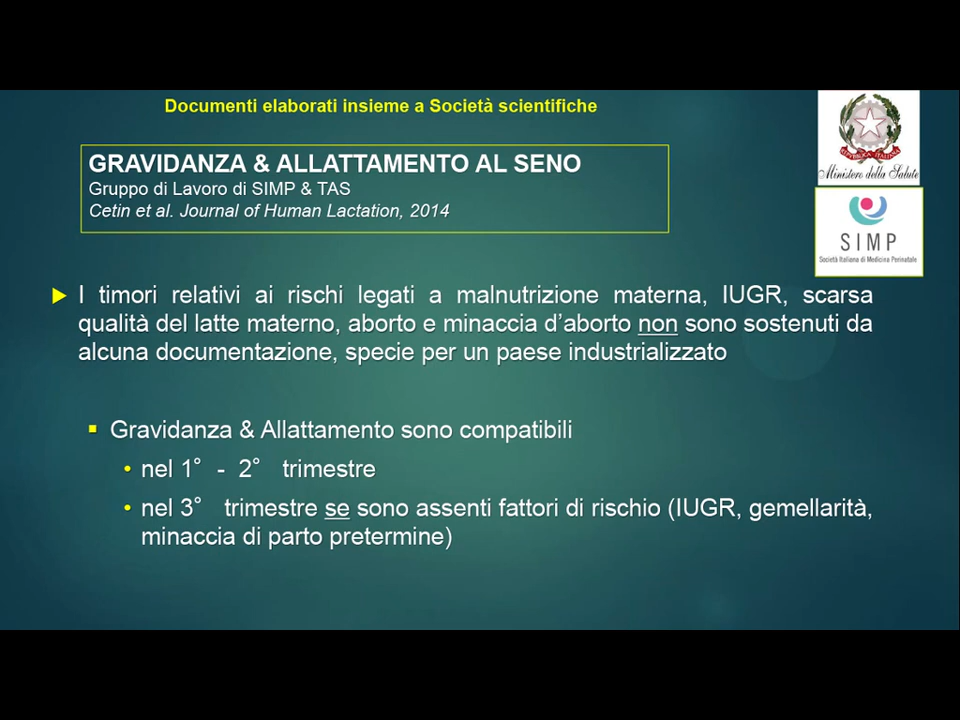 Documenti elaborati insieme a Società scientifiche
GRAVIDANZA & ALLATTAMENTO AL SENO
Gruppo di Lavoro di SIMP & TAS
Cetin et al. Journal of Human Lactation, 2014
REPVBBLICA ITALIANA
Ministero della Salute
SIMP
Società Italiana di Medicina Perinatale
I timori relativi ai rischi legati a malnutrizione materna, IUGR, scarsa
qualità del latte materno, aborto e minaccia d’aborto non sono sostenuti da
alcuna documentazione, specie per un paese industrializzato
Gravidanza & Allattamento sono compatibili
nel 1° - 2° trimestre
nel 3° trimestre se sono assenti fattori di rischio (IUGR, gemellarità,
minaccia di parto pretermine)